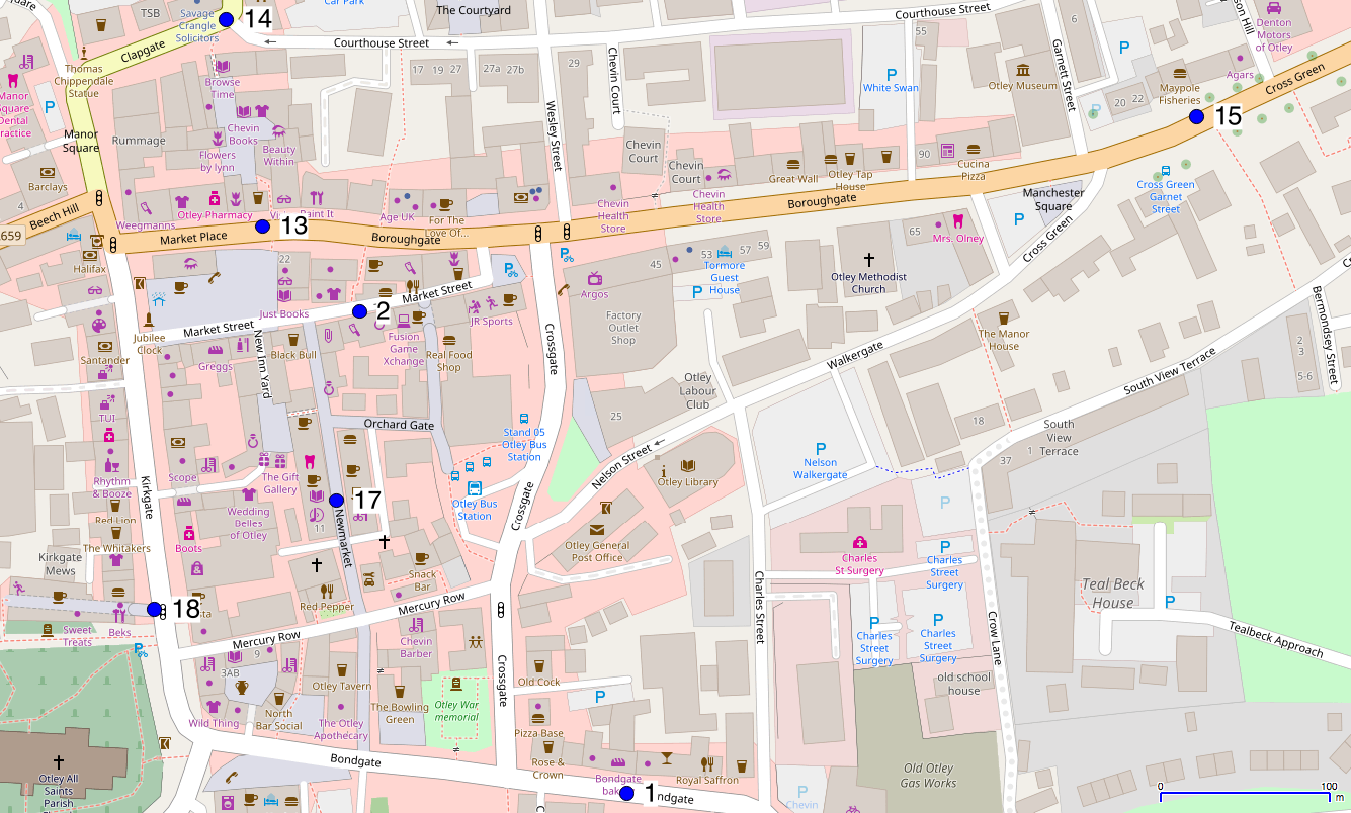 Savage
Crangle
Solicitors
TSB
14
Car Park
The Courtyard
Courthouse Street
Courthouse Street
Clapgate
Thomas
Chippendale
Statue
Manor
Square
Dental
P
Browse
Time
17
19
27
27a
27b
29
Chevin Court
55
P
White Swan
6
Garnett Street
P
Otley Museum
Denton
Motors
of Otley
Agars
Maypole
Fisheries
Cross Green
P
20
22
15
Manor
Square
Rummage
Chevin
Books
Flowers
by lynn
Beauty
Within
Wesley Street
Chevin
Court
Chevin
Court
Great Wall
Otley Tap
House
90
Cucina
Pizza
Cross Green
Garnet
Street
Barclays
4
Beech Hill
Weegmanns
Otley Pharmacy
Paint It
Age UK
For The
Love Of...
Chevin
Health
Store
Chevin
Health
Store
Boroughgate
Manchester
Square
P
Cross Green
13
Market Place
Boroughgate
Halifax
22
Just Books
Market Street
2
P
P
Argos
45
53
57
59
Tormore
Guest
House
P
65
Mrs. Olney
Otley Methodist
Church
Jubilee
Clock
Market Street
New Inn Yard
Black Bull
Greggs
Santander
Fusion
Game
Xchange
JR Sports
Real Food
Shop
Crossgate
Factory
Outlet
Shop
Walkergate
The Manor
House
Bermondsey Street
2
3
5-6
South View Terrace
TUI
Otley
Labour
Club
25
18
37
1
South
View
Terrace
Orchard Gate
Stand 05
Otley Bus
Station
Nelson Street
P
Nelson
Walkergate
Rhythm
& Booze
Kirkgate
Scope
The Gift
Gallery
Otley Bus
Station
Crossgate
Otley Library
P
Red Lion
The Whitakers
Wedding
Belles
of Otley
17
11
Newmarket
Boots
Otley General
Post Office
Kirkgate
Mews
Snack
Bar
Charles
St Surgery
P
Charles
Street
Surgery
Charles Street
Teal Beck
House
P
18
Sweet
Treats
Beks
Red Pepper
Mercury Row
Mercury Row
Chevin
Barber
P
Charles
Street
Surgery
P
Charles
Street
Surgery
Crow Lane
Tealbeck Approach
P
3AB
9
Otley Tavern
The Bowling
Green
Otley War
memorial
Crossgate
Old Cock
P
old school
house
Wild Thing
North
Bar Social
The Otley
Apothecary
Pizza Base
Otley All
Saints
Parish
Bondgate
Rose &
Crown
Bondgate
1
Royal Saffron
Old Otley
Gas Works
P
Chevin
0
100
m